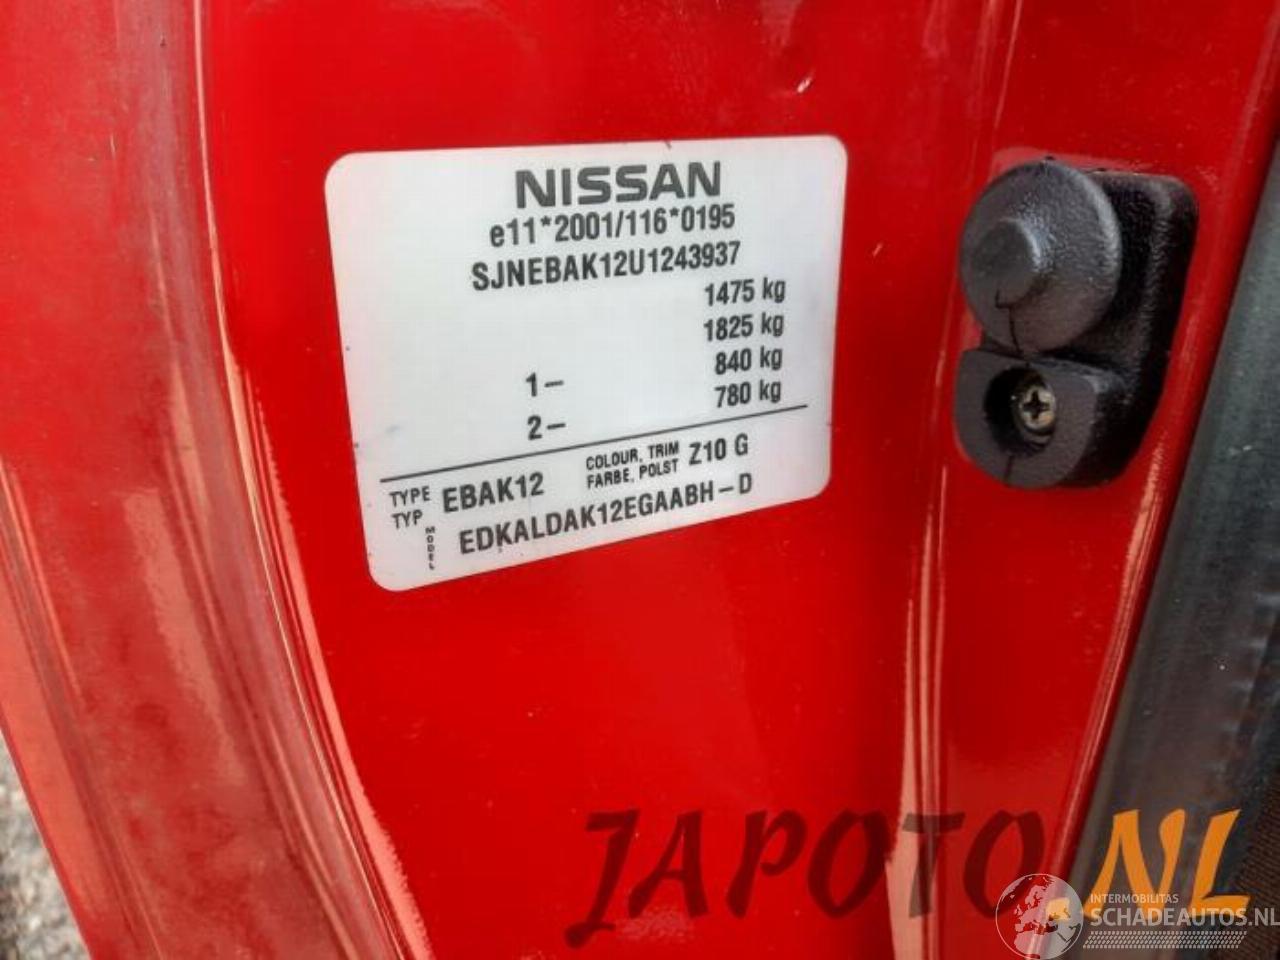 NISSAN
e11*2001/116*0195
SJNEBAK12U1243937
1475 kg
1825 kg
1- 840 kg
2- 780 kg
TYPE TYP EBAK12 COLOUR, TRIM FARBE, POLST Z10 G
MODEL EDKALDAK12EGAABH-D
JAPOTO.NL
INTERMOBILITAS
SCHADEAUTOS.NL